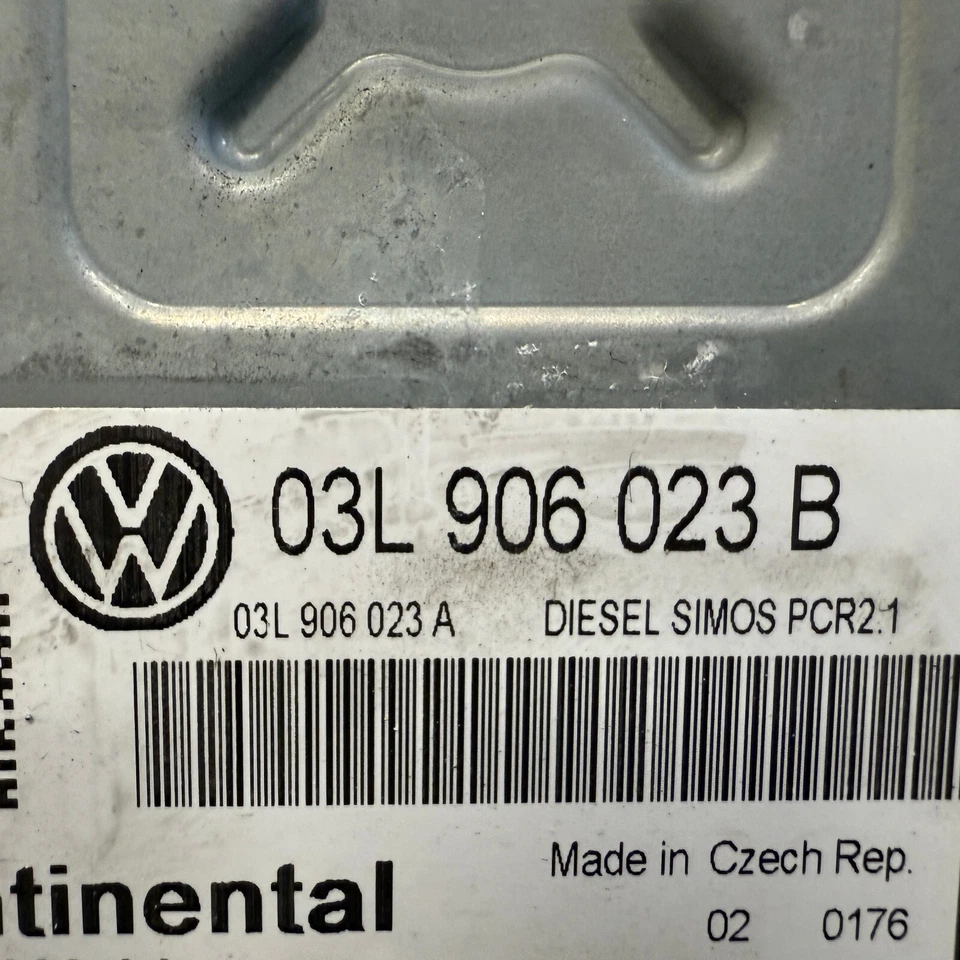 03L 906 023 B
03L 906 023 A DIESEL SIMOS PCR2.1
Made in Czech Rep.
ntinental
02 0176